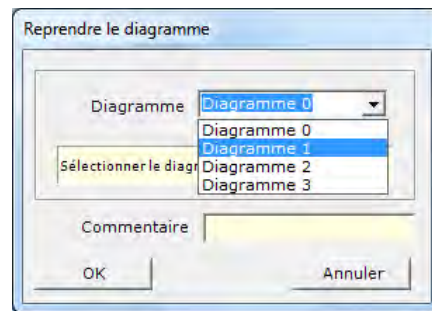 Reprendre le diagramme
Diagramme Diagramme 0
Diagramme 0
Diagramme 1
Sélectionner le diagr
Diagramme 2
Diagramme 3
Commentaire
OK Annuler